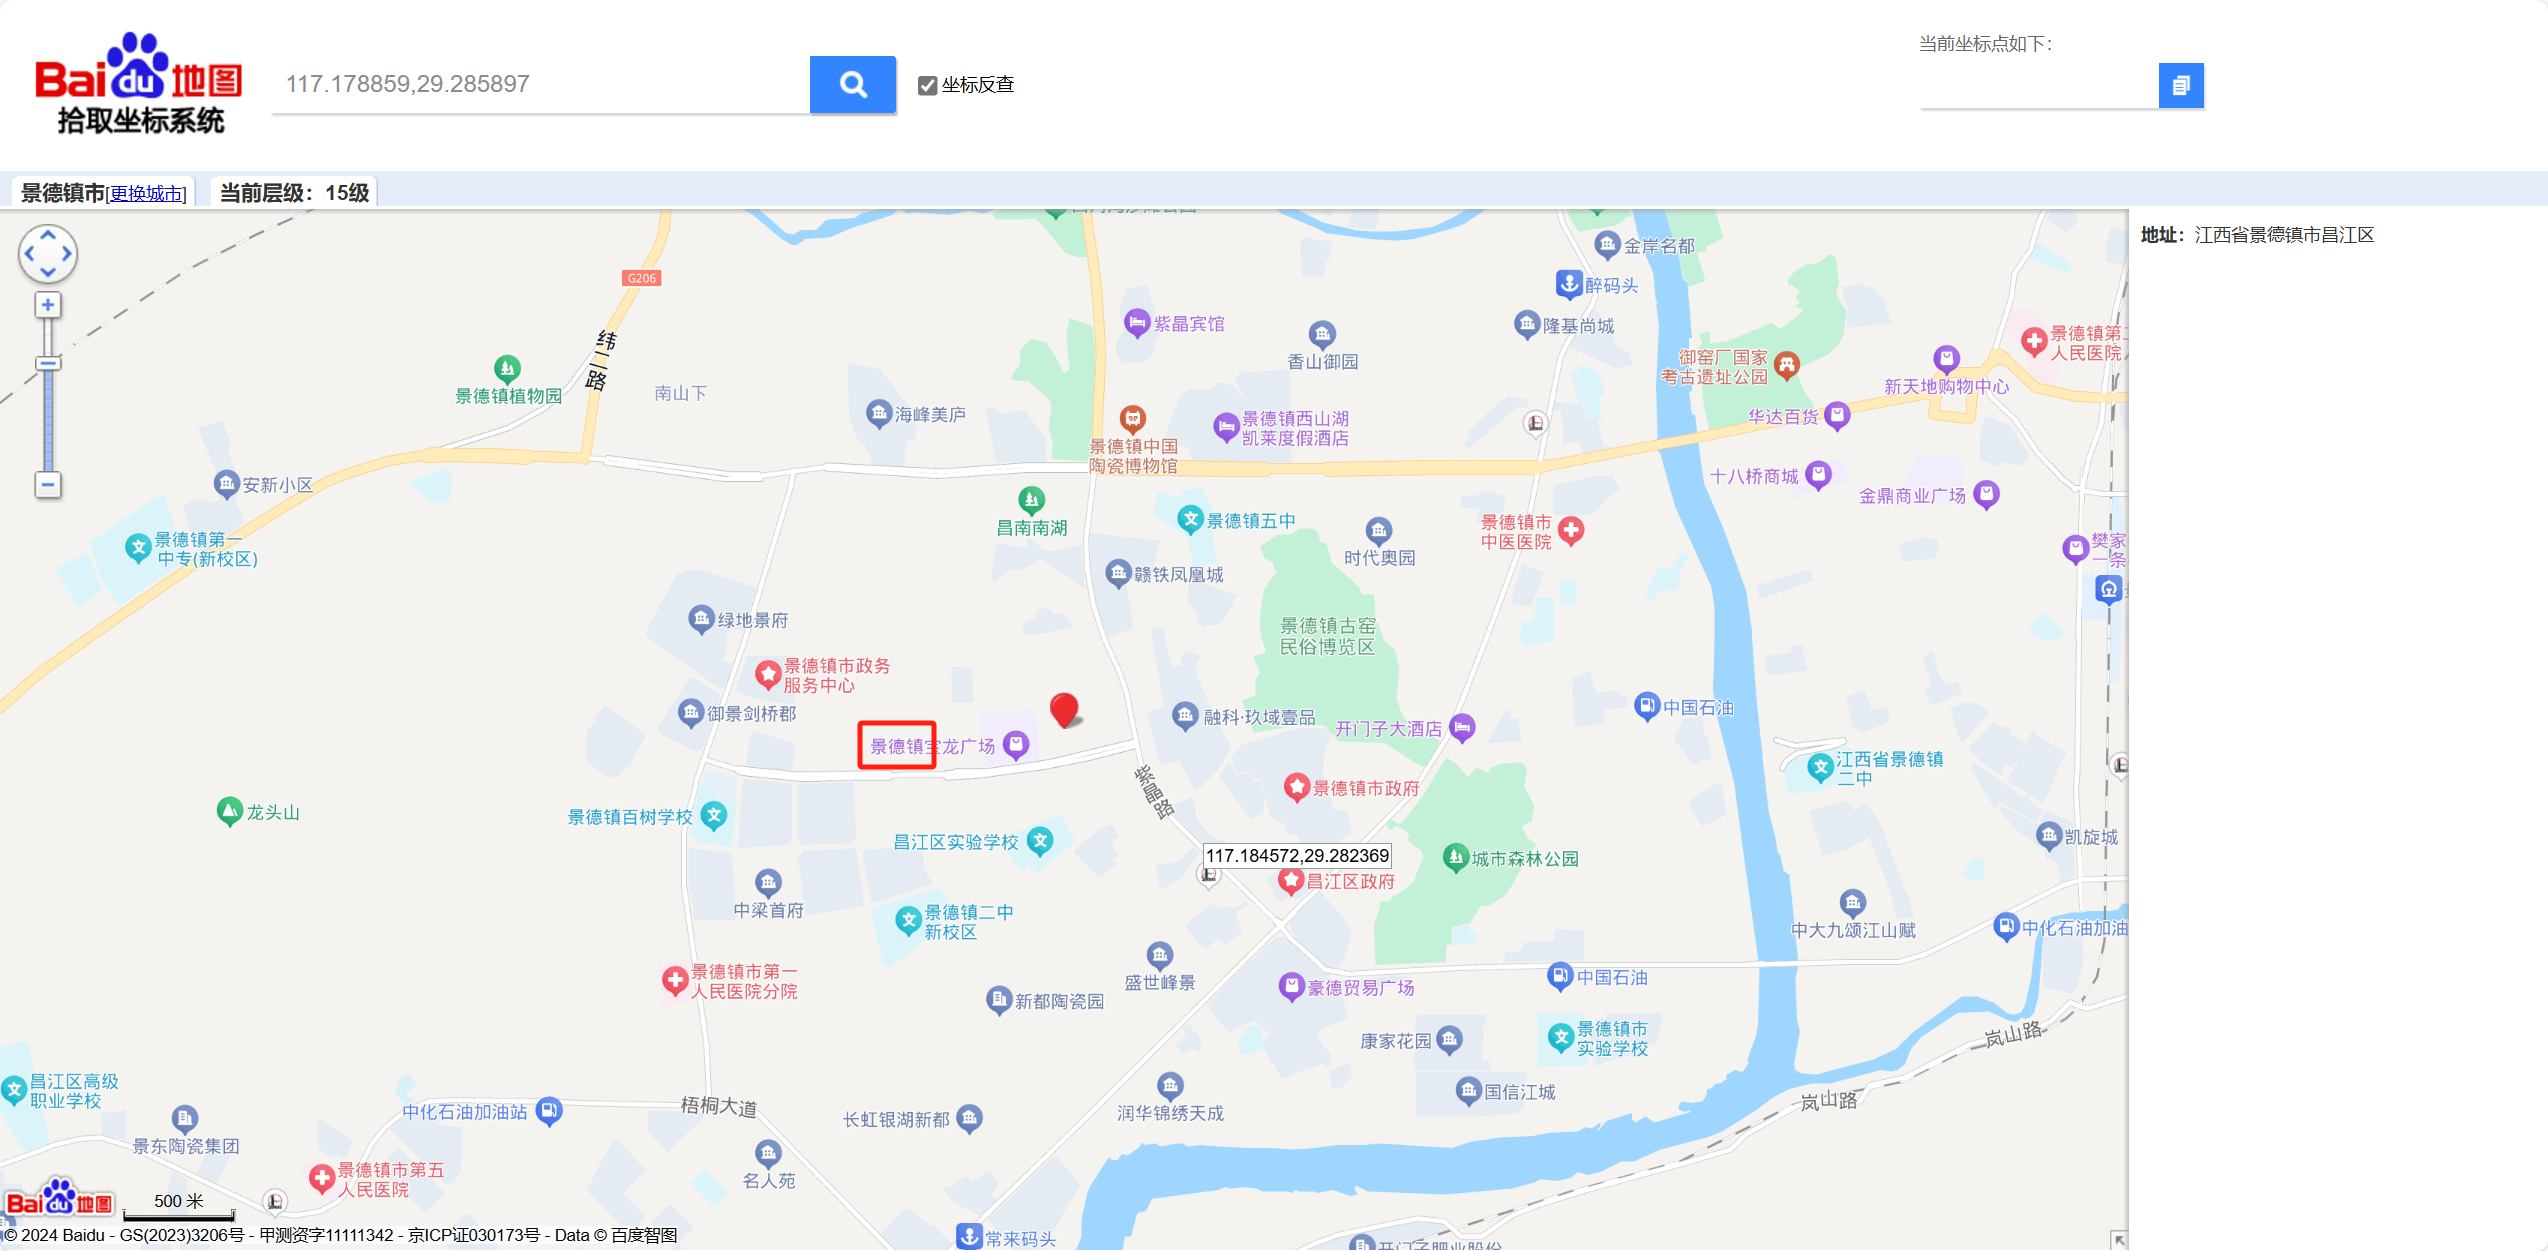 Baidu地图
拾取坐标系统
117.178859,29.285897
坐标反查
当前坐标点如下：
景德镇市[更换城市]
当前层级：15级
地址：江西省景德镇市昌江区
金岸名都
G206
醉码头
紫晶宾馆
隆基尚城
香山御园
景德镇第二
人民医院
御窑厂国家
考古遗址公园
新天地购物中心
纬二路
景德镇植物园
南山下
海峰美庐
景德镇西山湖
凯莱度假酒店
华达百货
景德镇中国
陶瓷博物馆
十八桥商城
金鼎商业广场
安新小区
昌南南湖
景德镇五中
景德镇市
中医医院
时代奥园
樊家
一条
景德镇第一
中专(新校区)
赣铁凤凰城
绿地景府
景德镇古窑
民俗博览区
景德镇市政务
服务中心
御景剑桥郡
融科·玖域壹品
开门子大酒店
中国石油
景德镇宝龙广场
江西省景德镇
二中
紫晶路
景德镇市政府
龙头山
景德镇百树学校
昌江区实验学校
凯旋城
117.184572,29.282369
城市森林公园
昌江区政府
中梁首府
景德镇二中
新校区
中大九颂江山赋
中化石油加油
景德镇市第一
人民医院分院
盛世峰景
新都陶瓷园
豪德贸易广场
中国石油
康家花园
景德镇市
实验学校
岚山路
昌江区高级
职业学校
国信江城
岚山路
中化石油加油站
梧桐大道
长虹银湖新都
润华锦绣天成
景东陶瓷集团
景德镇市第五
人民医院
名人苑
Baidu地图
500 米
常来码头
© 2024 Baidu - GS(2023)3206号 - 甲测资字11111342 - 京ICP证030173号 - Data © 百度智图